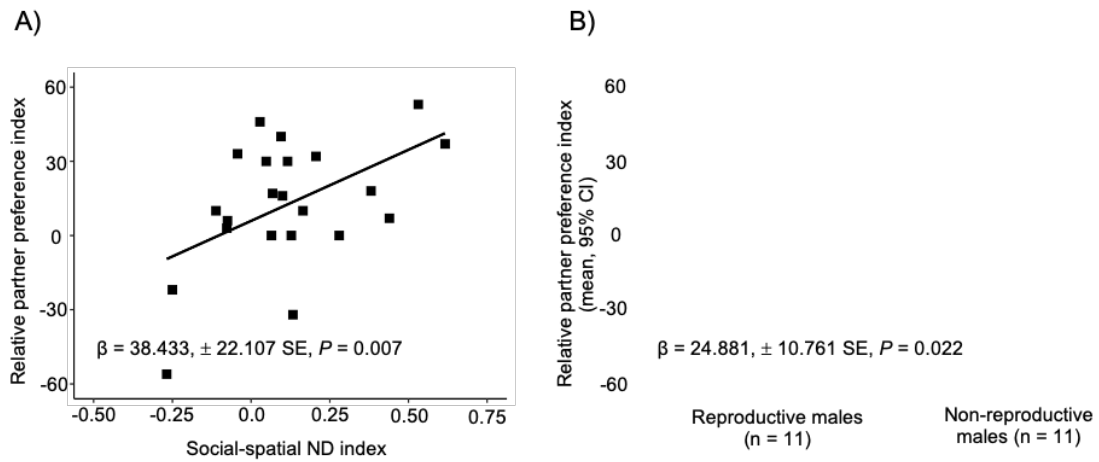 A)
Relative partner preference index
60
30
0
-30
-60
β = 38.433, ± 22.107 SE, P = 0.007
-0.50 -0.25 0.0 0.25 0.50 0.75
Social-spatial ND index
B)
Relative partner preference index
(mean, 95% CI)
60
30
0
-30
-60
β = 24.881, ± 10.761 SE, P = 0.022
Reproductive males
(n = 11)
Non-reproductive
males (n = 11)